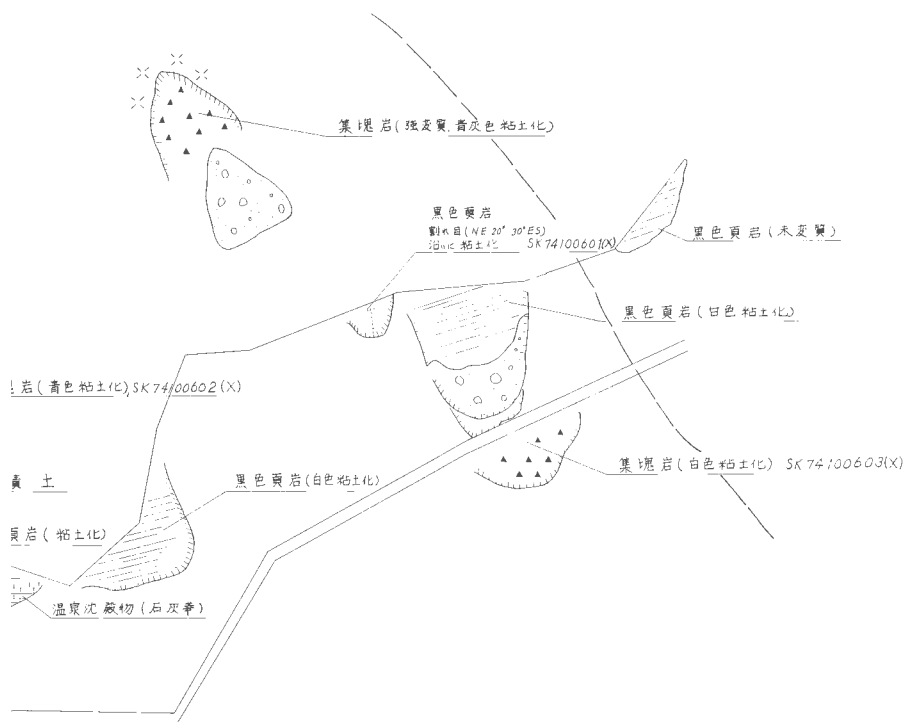 集塊岩(強変質.青灰色粘土化)
黒色頁岩
割れ目(NE 20° 30°ES)
沿いに粘土化 SK74100601(X)
黒色頁岩(未変質)
黒色頁岩(白色粘土化)
岩(青色粘土化),SK74100602(X)
集塊岩(白色粘土化) SK74100603(X)
積土
黒色頁岩(白色粘土化)
頁岩(粘土化)
温泉沈殿物(石灰華)